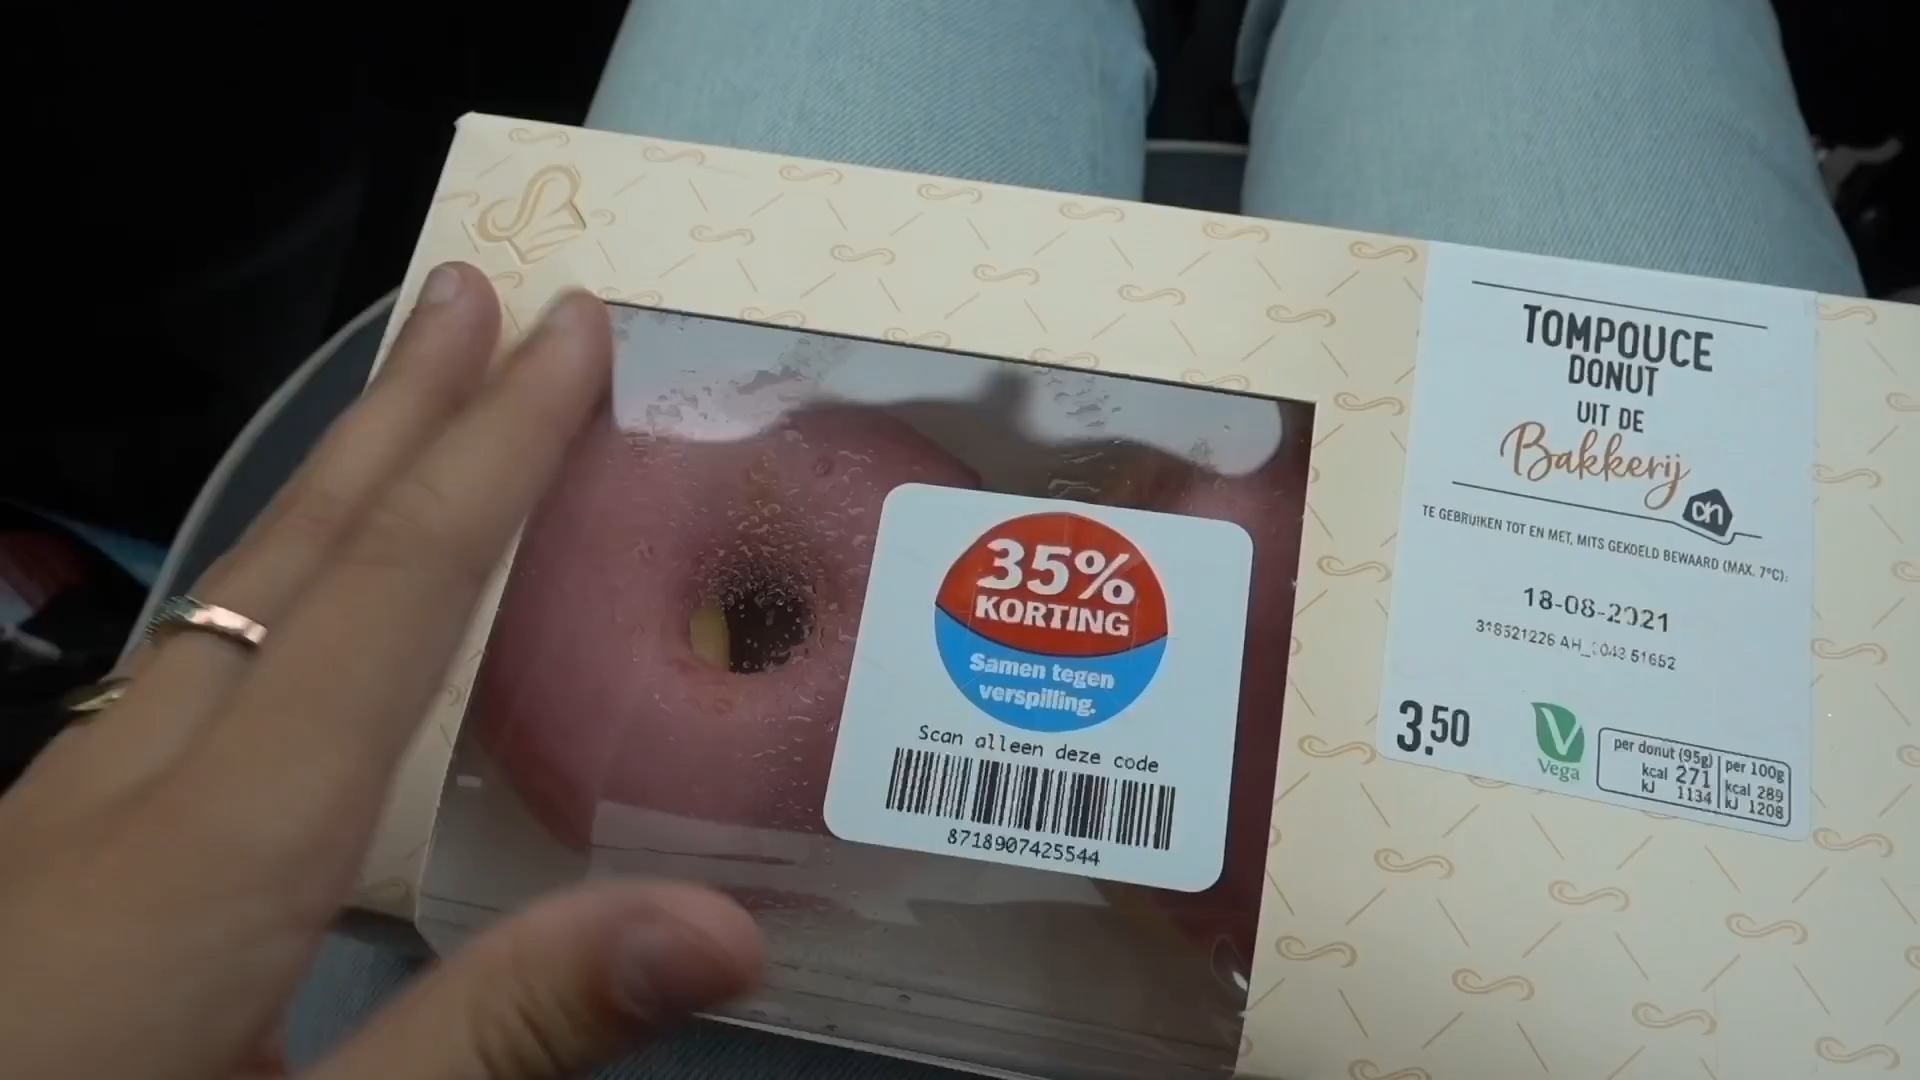 TOMPOUCE
DONUT
UIT DE
Bakkerij
ah
TE GEBRUIKEN TOT EN MET, MITS GEKOELD BEWAARD (MAX. 7°C):
18-08-2021
51652
3.50
Vega
per donut (95g) per 100g
kcal 271 kcal 289
kJ 1134 kJ 1208
35%
KORTING
Samen tegen
verspilling.
Scan alleen deze code
8718907425544